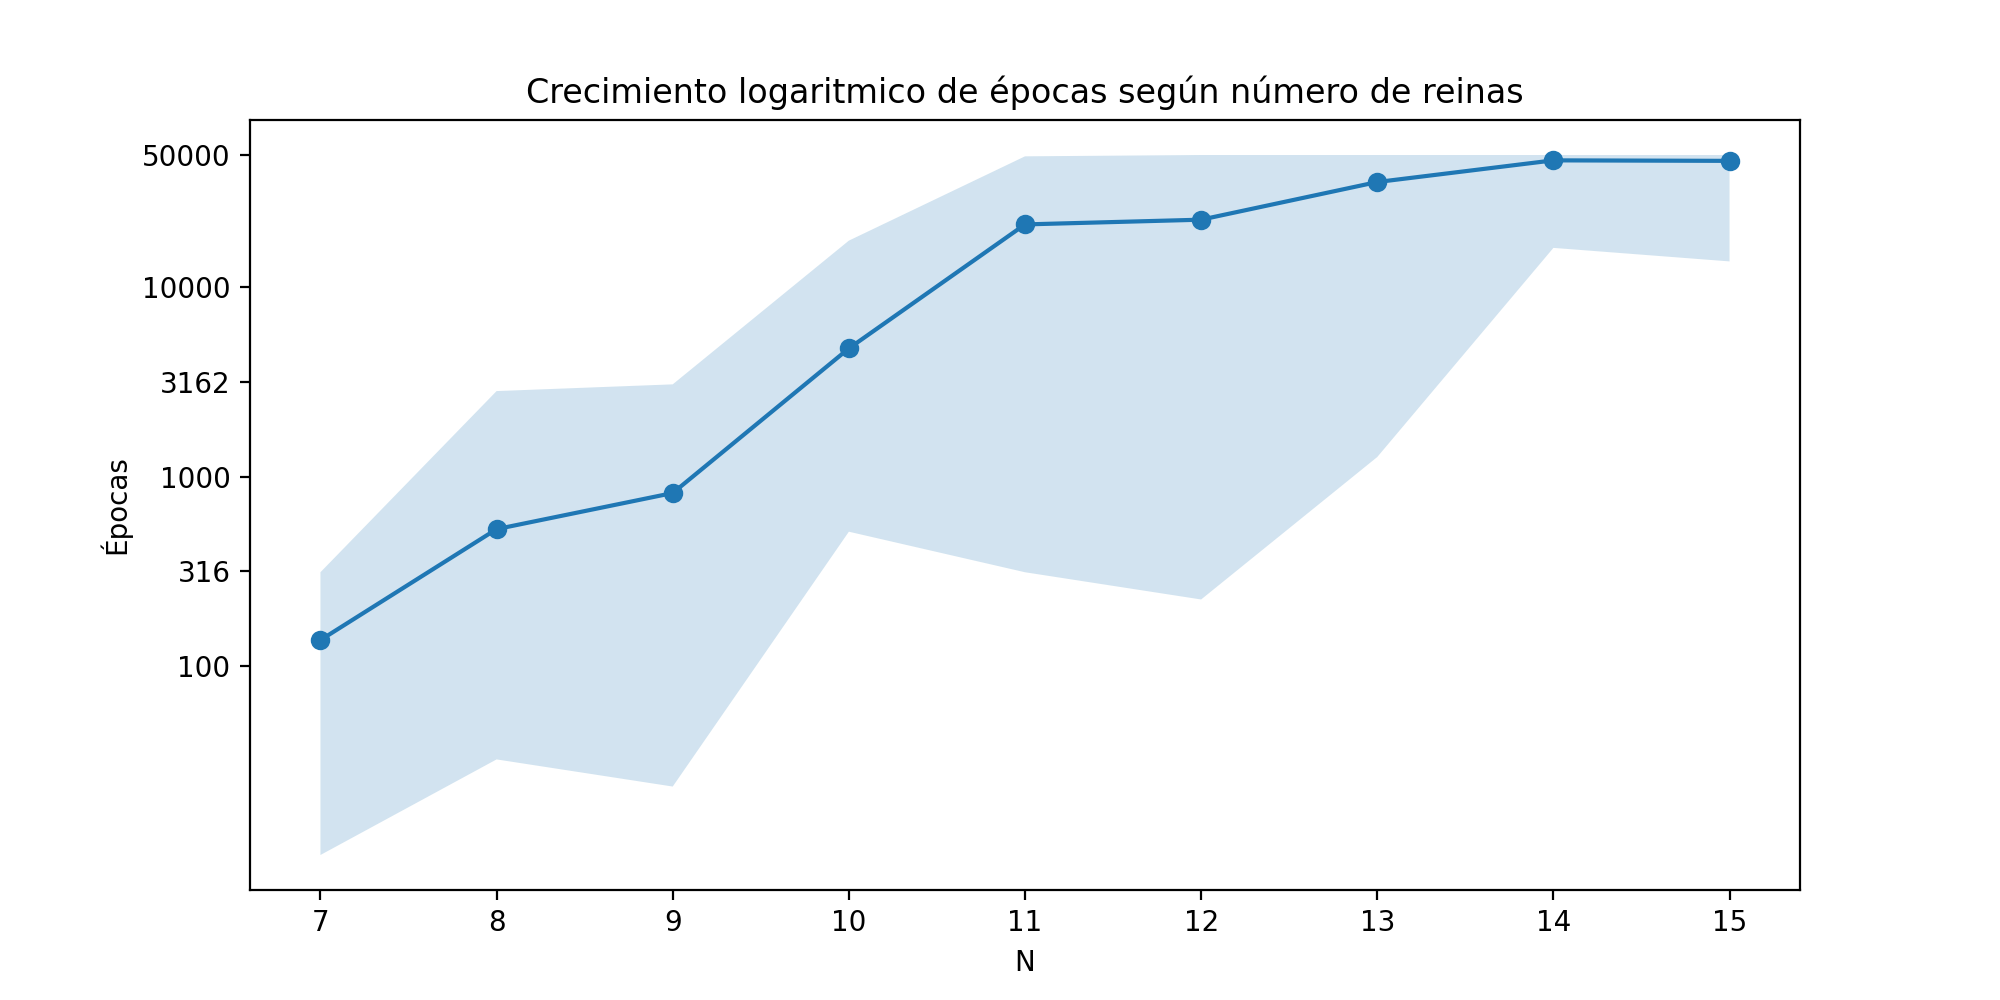 Crecimiento logaritmico de épocas según número de reinas
50000
10000
3162
1000
316
100
Épocas
7 8 9 10 11 12 13 14 15
N